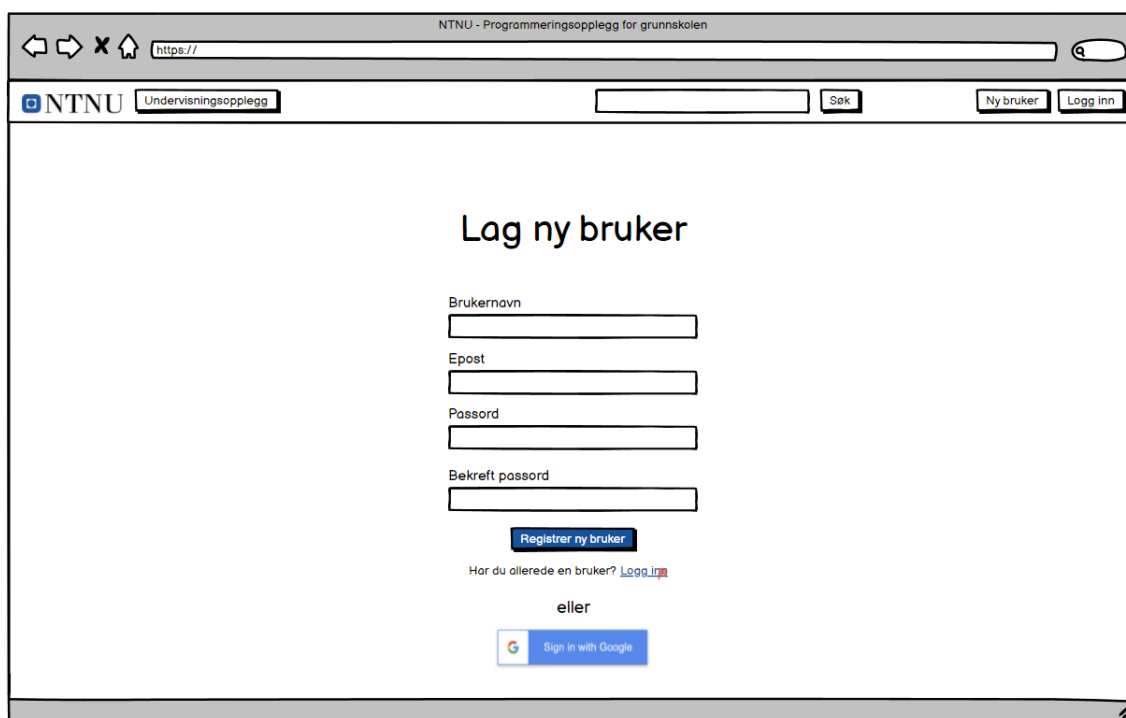 NTNU - Programmeringsopplegg for grunnskolen
https://
NTNU Undervisningsopplegg Søk Ny bruker Logg inn
Lag ny bruker
Brukernavn
Epost
Passord
Bekreft passord
Registrer ny bruker
Har du allerede en bruker? Logg inn
eller
G Sign in with Google